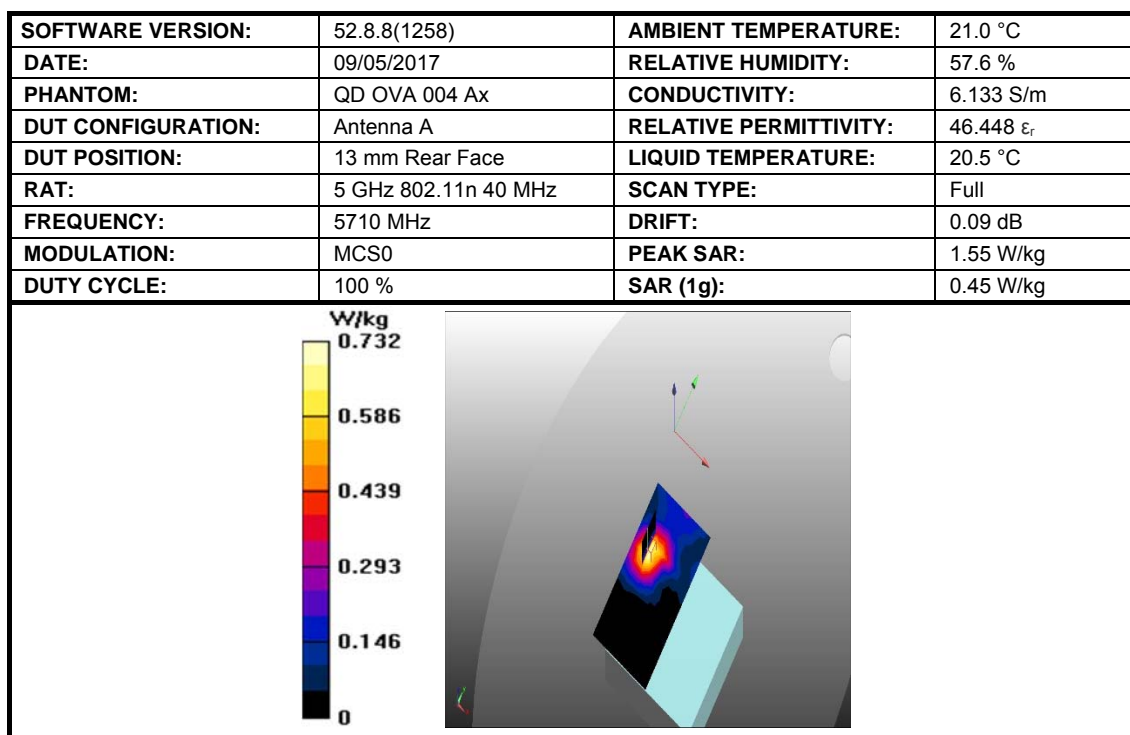 SOFTWARE VERSION: 52.8.8(1258) AMBIENT TEMPERATURE: 21.0 °C
DATE: 09/05/2017 RELATIVE HUMIDITY: 57.6 %
PHANTOM: QD OVA 004 Ax CONDUCTIVITY: 6.133 S/m
DUT CONFIGURATION: Antenna A RELATIVE PERMITTIVITY: 46.448 εr
DUT POSITION: 13 mm Rear Face LIQUID TEMPERATURE: 20.5 °C
RAT: 5 GHz 802.11n 40 MHz SCAN TYPE: Full
FREQUENCY: 5710 MHz DRIFT: 0.09 dB
MODULATION: MCS0 PEAK SAR: 1.55 W/kg
DUTY CYCLE: 100 % SAR (1g): 0.45 W/kg
W/kg
0.732
0.586
0.439
0.293
0.146
0